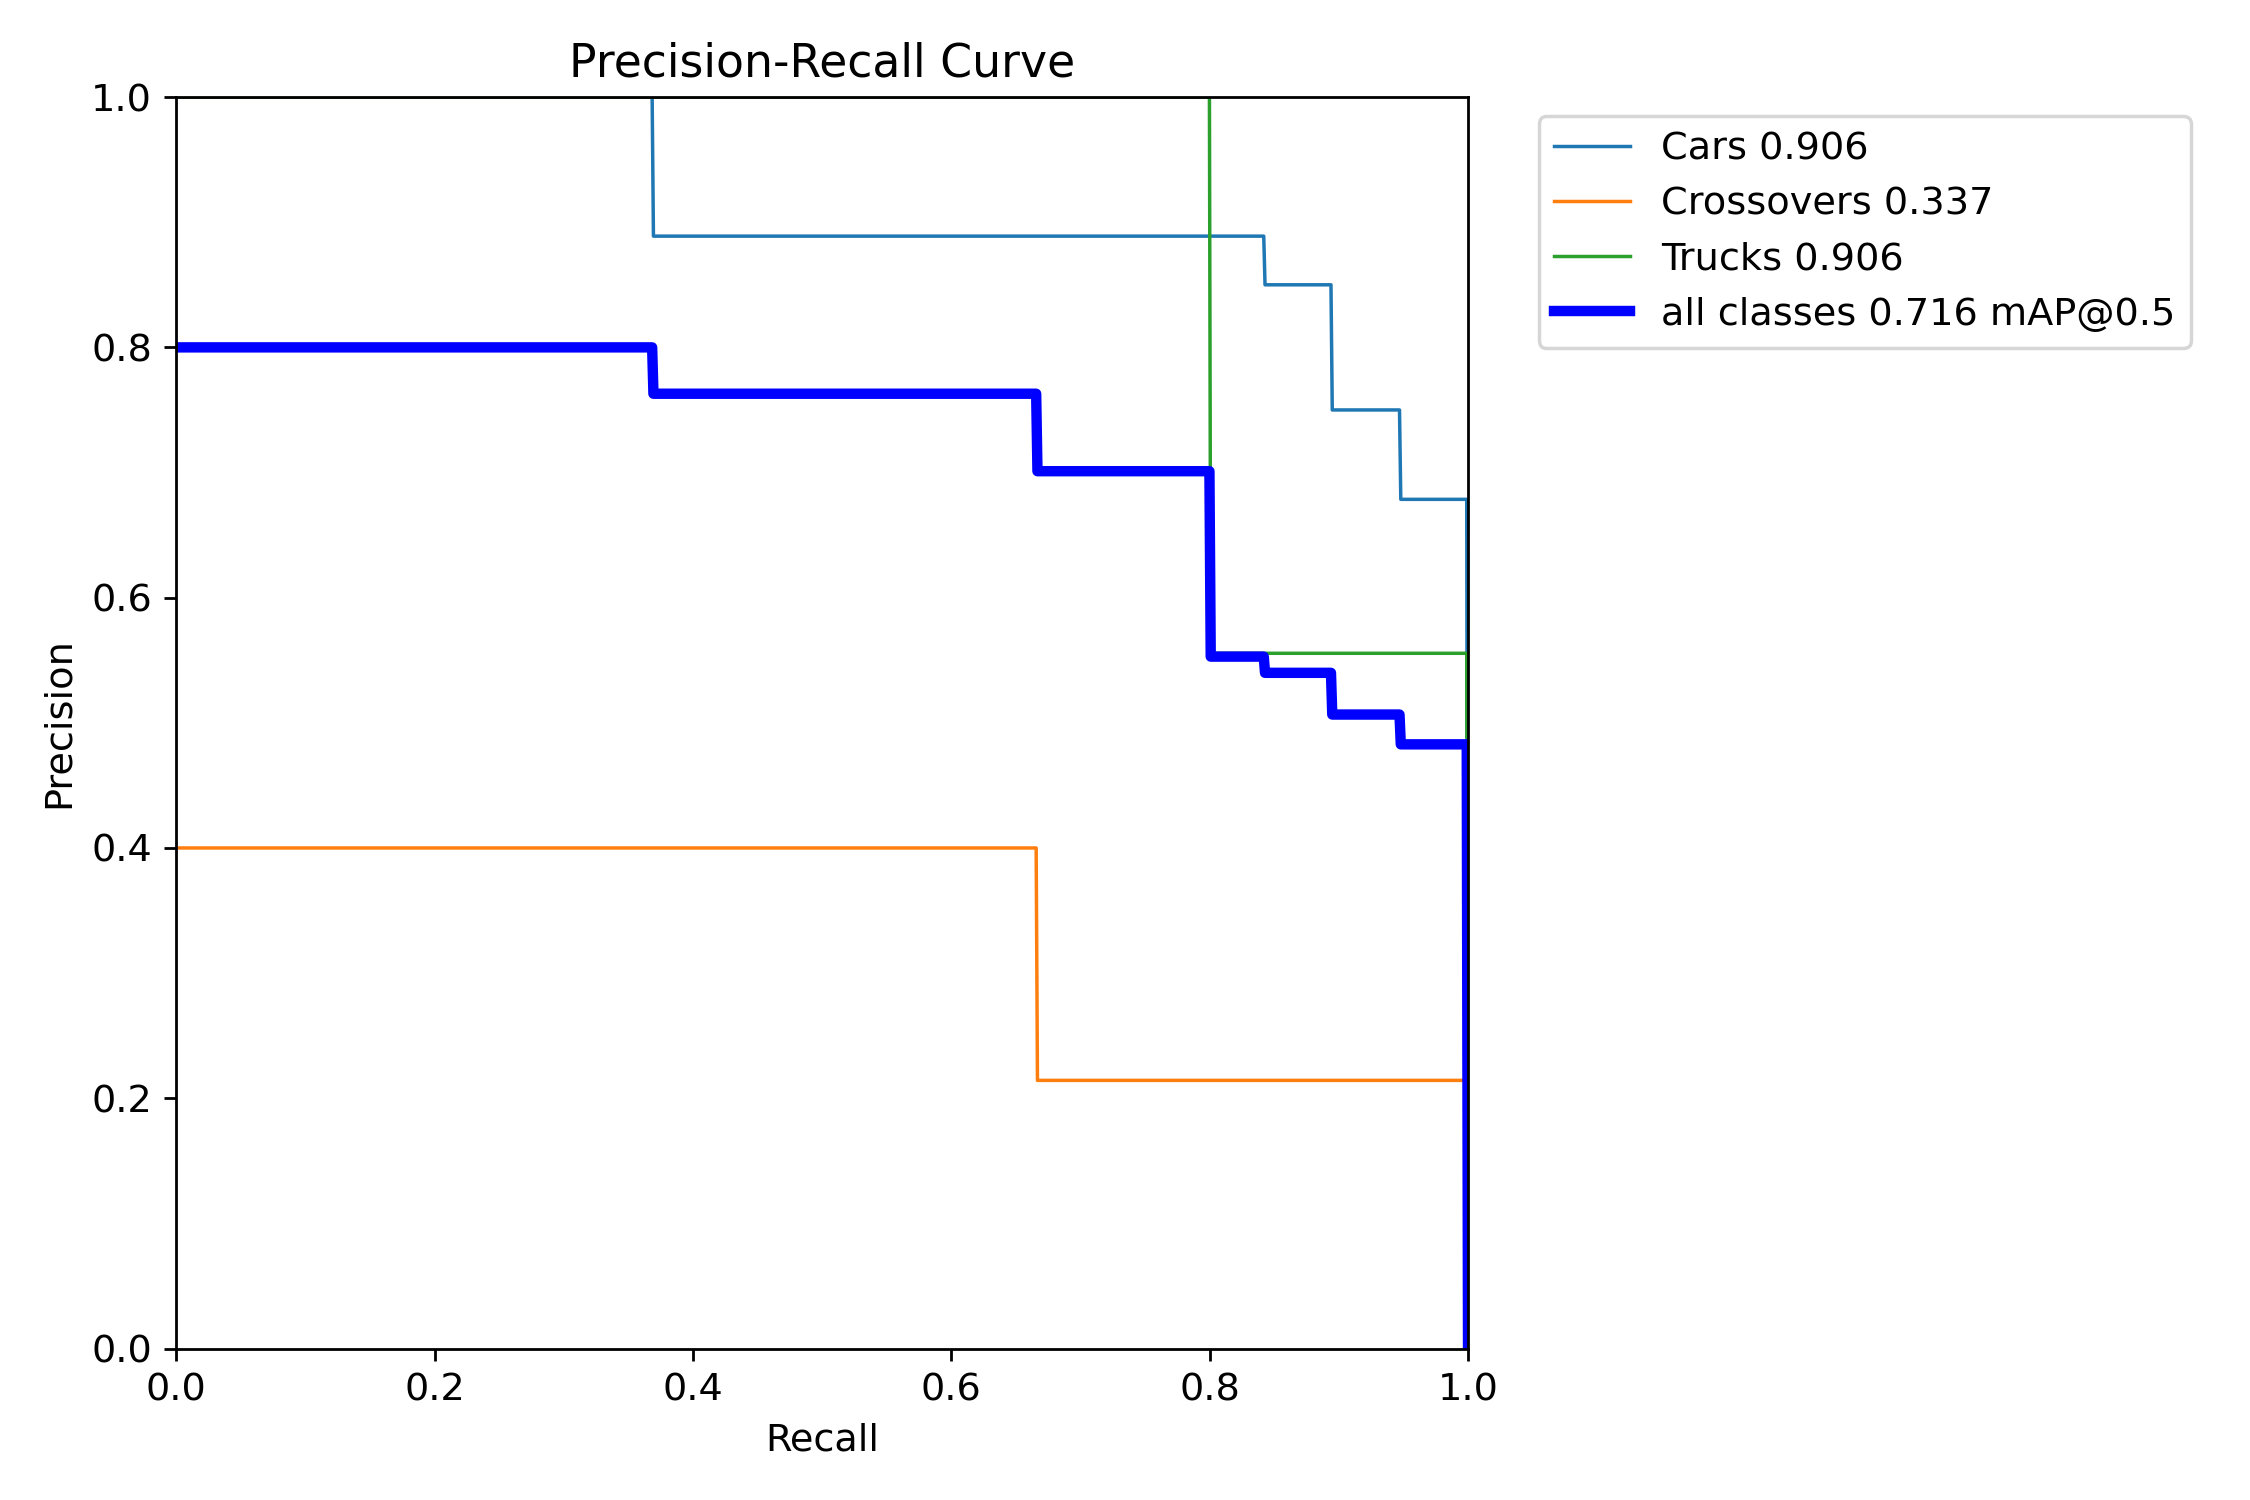 Precision-Recall Curve
1.0
0.8
0.6
0.4
0.2
0.0
Precision
0.0 0.2 0.4 0.6 0.8 1.0
Recall
Cars 0.906
Crossovers 0.337
Trucks 0.906
all classes 0.716 mAP@0.5